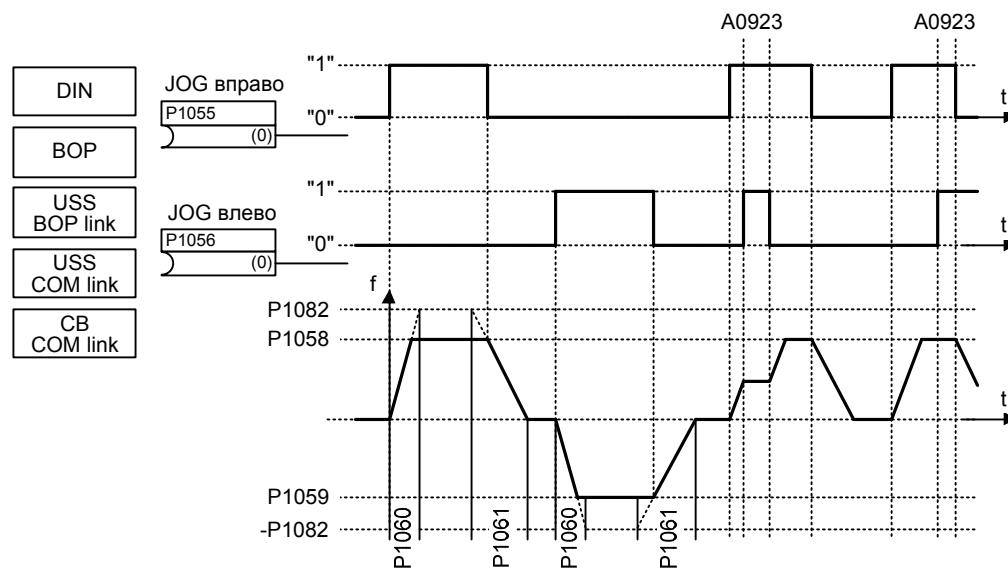 A0923
A0923
DIN
BOP
USS
BOP link
USS
COM link
CB
COM link
JOG вправо
P1055
(0)
"1"
"0"
t
JOG влево
P1056
(0)
"1"
"0"
t
f
P1082
P1058
t
P1059
-P1082
P1060
P1061
P1060
P1061